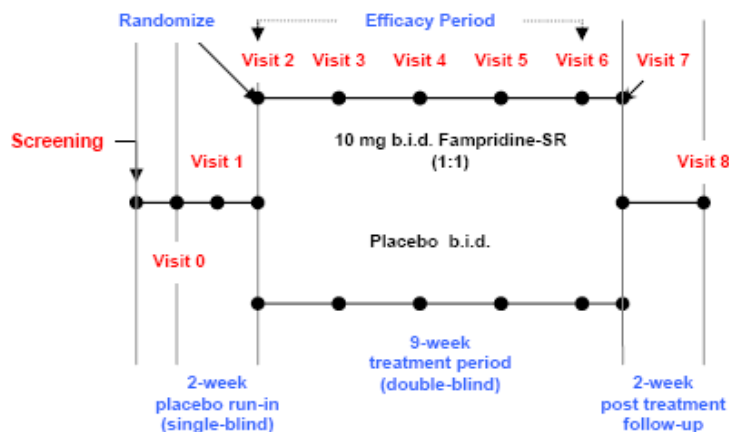 Randomize
Efficacy Period
Visit 2
Visit 3
Visit 4
Visit 5
Visit 6
Visit 7
Screening
10 mg b.i.d. Fampridine-SR
(1:1)
Visit 1
Visit 8
Placebo b.i.d.
Visit 0
9-week
treatment period
(double-blind)
2-week
placebo run-in
(single-blind)
2-week
post treatment
follow-up